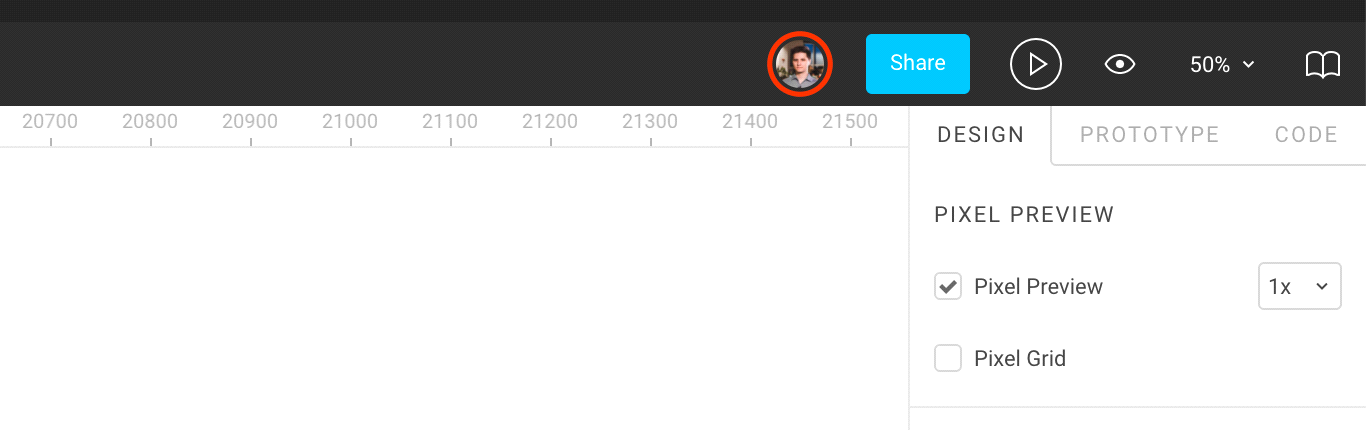 Share
50%
20700 20800 20900 21000 21100 21200 21300 21400 21500
DESIGN PROTOTYPE CODE
PIXEL PREVIEW
Pixel Preview 1x
Pixel Grid